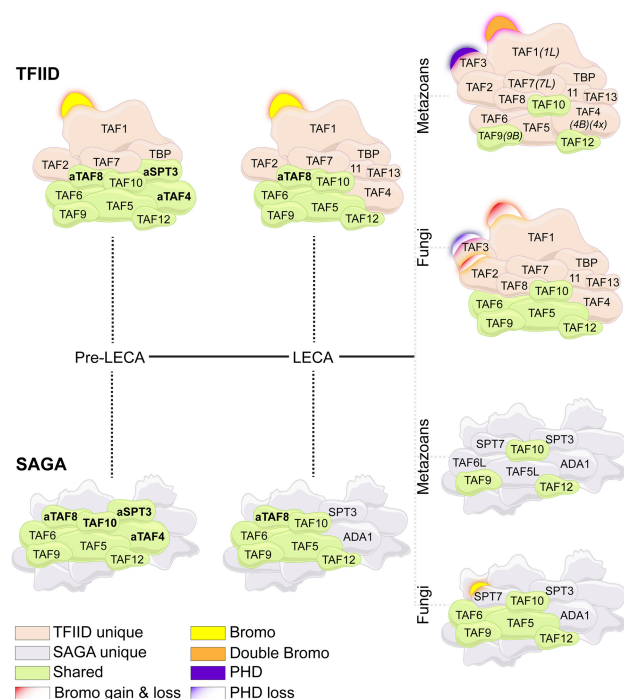 TFIID
TAF1
TAF2
TAF7
TBP
aTAF8
aSPT3
TAF10
TAF6
aTAF4
TAF5
TAF9
TAF12
TAF1
TAF2
TAF7
TBP
aTAF8
11
TAF13
TAF10
TAF6
TAF4
TAF5
TAF9
TAF12
Metazoans
TAF1(1L)
TAF3
TBP
TAF2
TAF7(7L)
11
TAF13
TAF8
TAF10
TAF4
TAF6
(4B)(4x)
TAF5
TAF9(9B)
TAF12
Fungi
TAF1
TAF3
TBP
TAF2
TAF7
11
TAF13
TAF8
TAF10
TAF6
TAF4
TAF5
TAF9
TAF12
Pre-LECA
LECA
SAGA
aTAF8
aSPT3
TAF10
TAF6
aTAF4
TAF5
TAF9
TAF12
aTAF8
SPT3
TAF10
TAF6
ADA1
TAF5
TAF9
TAF12
Metazoans
SPT7
SPT3
TAF10
TAF6L
TAF5L
ADA1
TAF9
TAF12
Fungi
SPT7
SPT3
TAF10
TAF6
ADA1
TAF5
TAF9
TAF12
TFIID unique
SAGA unique
Shared
Bromo gain & loss
Bromo
Double Bromo
PHD
PHD loss